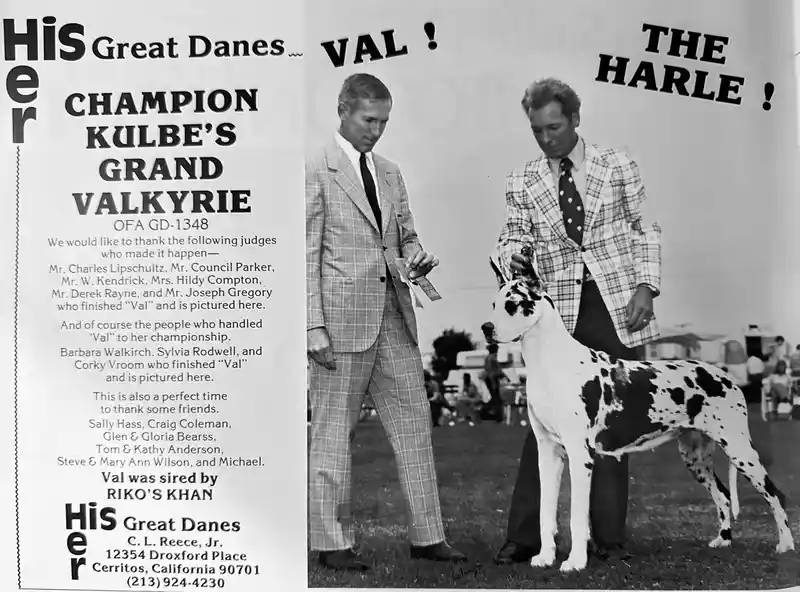 His Great Danes...
Her
CHAMPION
KULBE'S
GRAND
VALKYRIE
OFA GD-1348
We would like to thank the following judges
who made it happen—
Mr. Charles Lipschultz, Mr. Council Parker,
Mr. W. Kendrick, Mrs. Hildy Compton,
Mr. Derek Rayne, and Mr. Joseph Gregory
who finished "Val" and is pictured here.
And of course the people who handled
"Val" to her championship.
Barbara Walkirch, Sylvia Rodwell, and
Corky Vroom who finished "Val"
and is pictured here.
This is also a perfect time
to thank some friends.
Sally Hass, Craig Coleman,
Glen & Gloria Bearss,
Tom & Kathy Anderson,
Steve & Mary Ann Wilson, and Michael.
Val was sired by
RIKO'S KHAN
His Great Danes
Her
C. L. Reece, Jr.
12354 Droxford Place
Cerritos, California 90701
(213) 924-4230
VAL!
THE
HARLE!